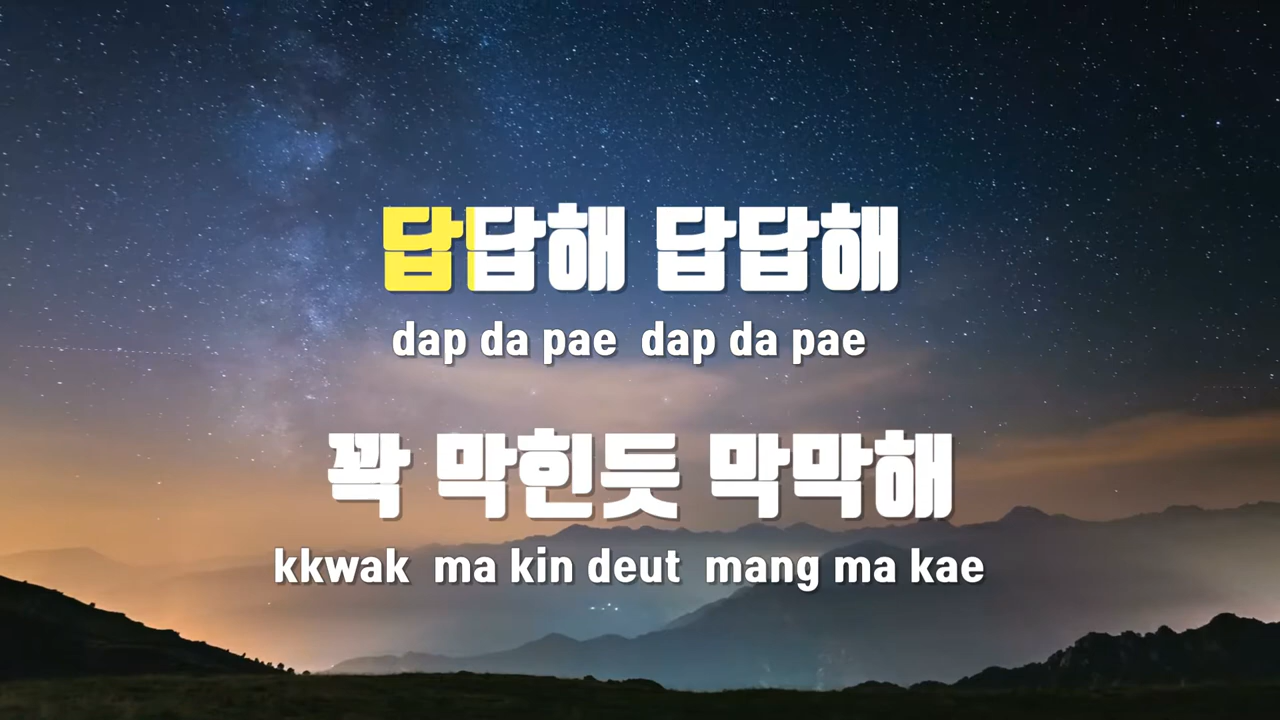 답답해 답답해
dap da pae dap da pae
꽉 막힌듯 막막해
kkwak ma kin deut mang ma kae